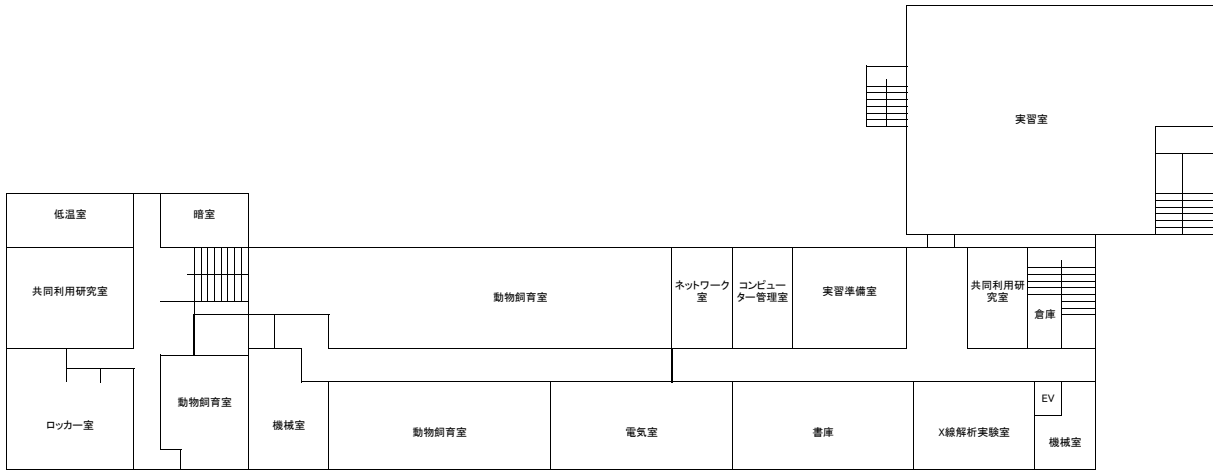 実習室
低温室
暗室
共同利用研究室
動物飼育室
ネットワーク
室
コンピュー
ター管理室
実習準備室
共同利用研
究室
倉庫
ロッカー室
動物飼育室
機械室
動物飼育室
電気室
書庫
X線解析実験室
EV
機械室